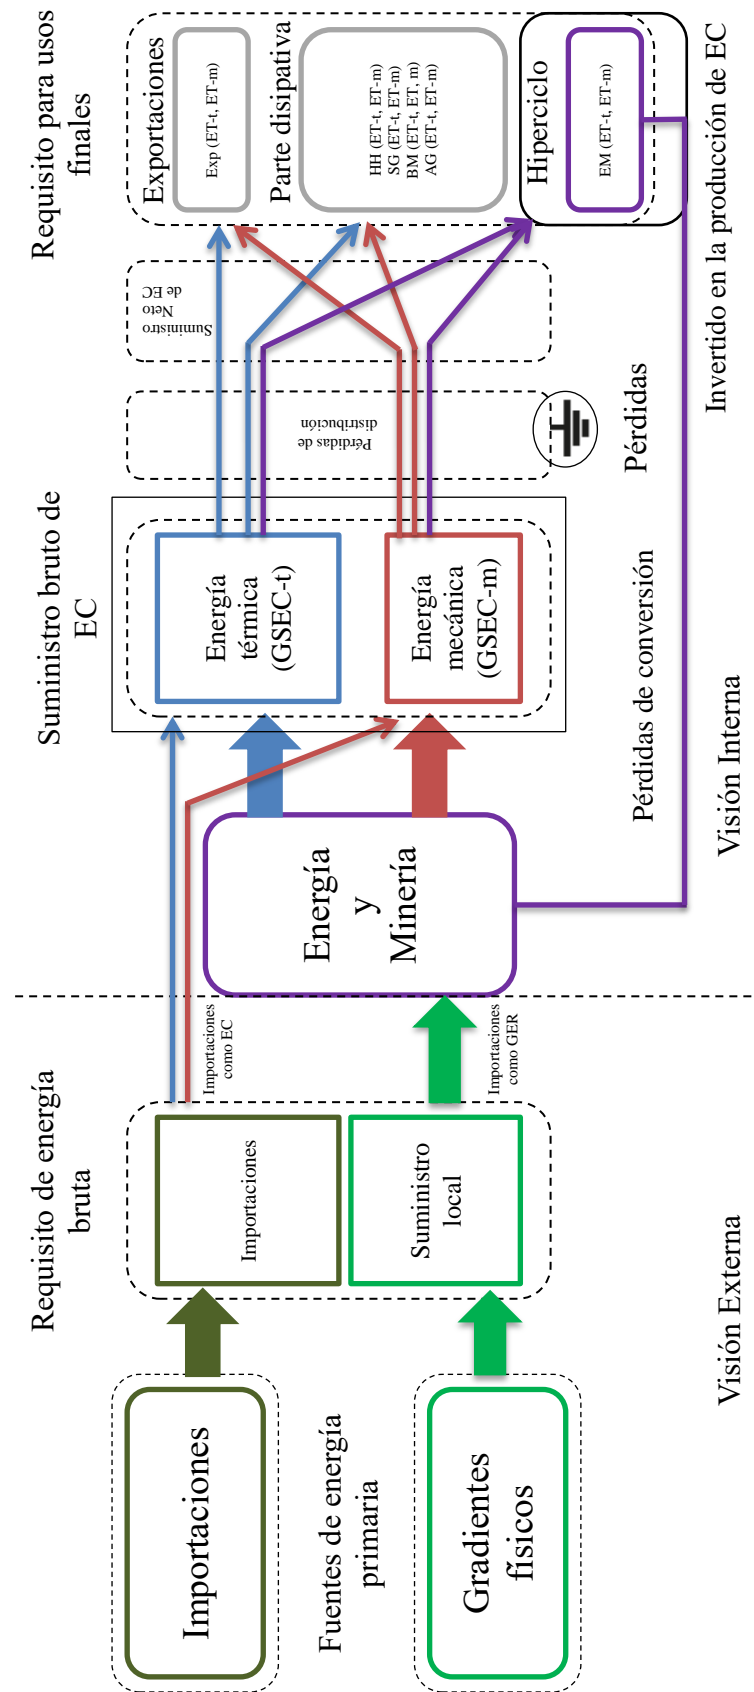 Fuentes de energía
primaria
Importaciones
Gradientes
físicos
Requisito de energía
bruta
Importaciones
Suministro
local
Importaciones
como EC
Importaciones
como GER
Visión Externa
Energía
y
Minería
Suministro bruto de
EC
Energía
térmica
(GSEC-t)
Energía
mecánica
(GSEC-m)
Pérdidas de conversión
Visión Interna
Pérdidas de
distribución
Pérdidas
Suministro
Neto
de EC
Requisito para usos
finales
Exportaciones
Exp (ET-t, ET-m)
Parte disipativa
HH (ET-t, ET-m)
SG (ET-t, ET-m)
BM (ET-t, ET, m)
AG (ET-t, ET-m)
Hiperciclo
EM (ET-t, ET-m)
Invertido en la producción de EC